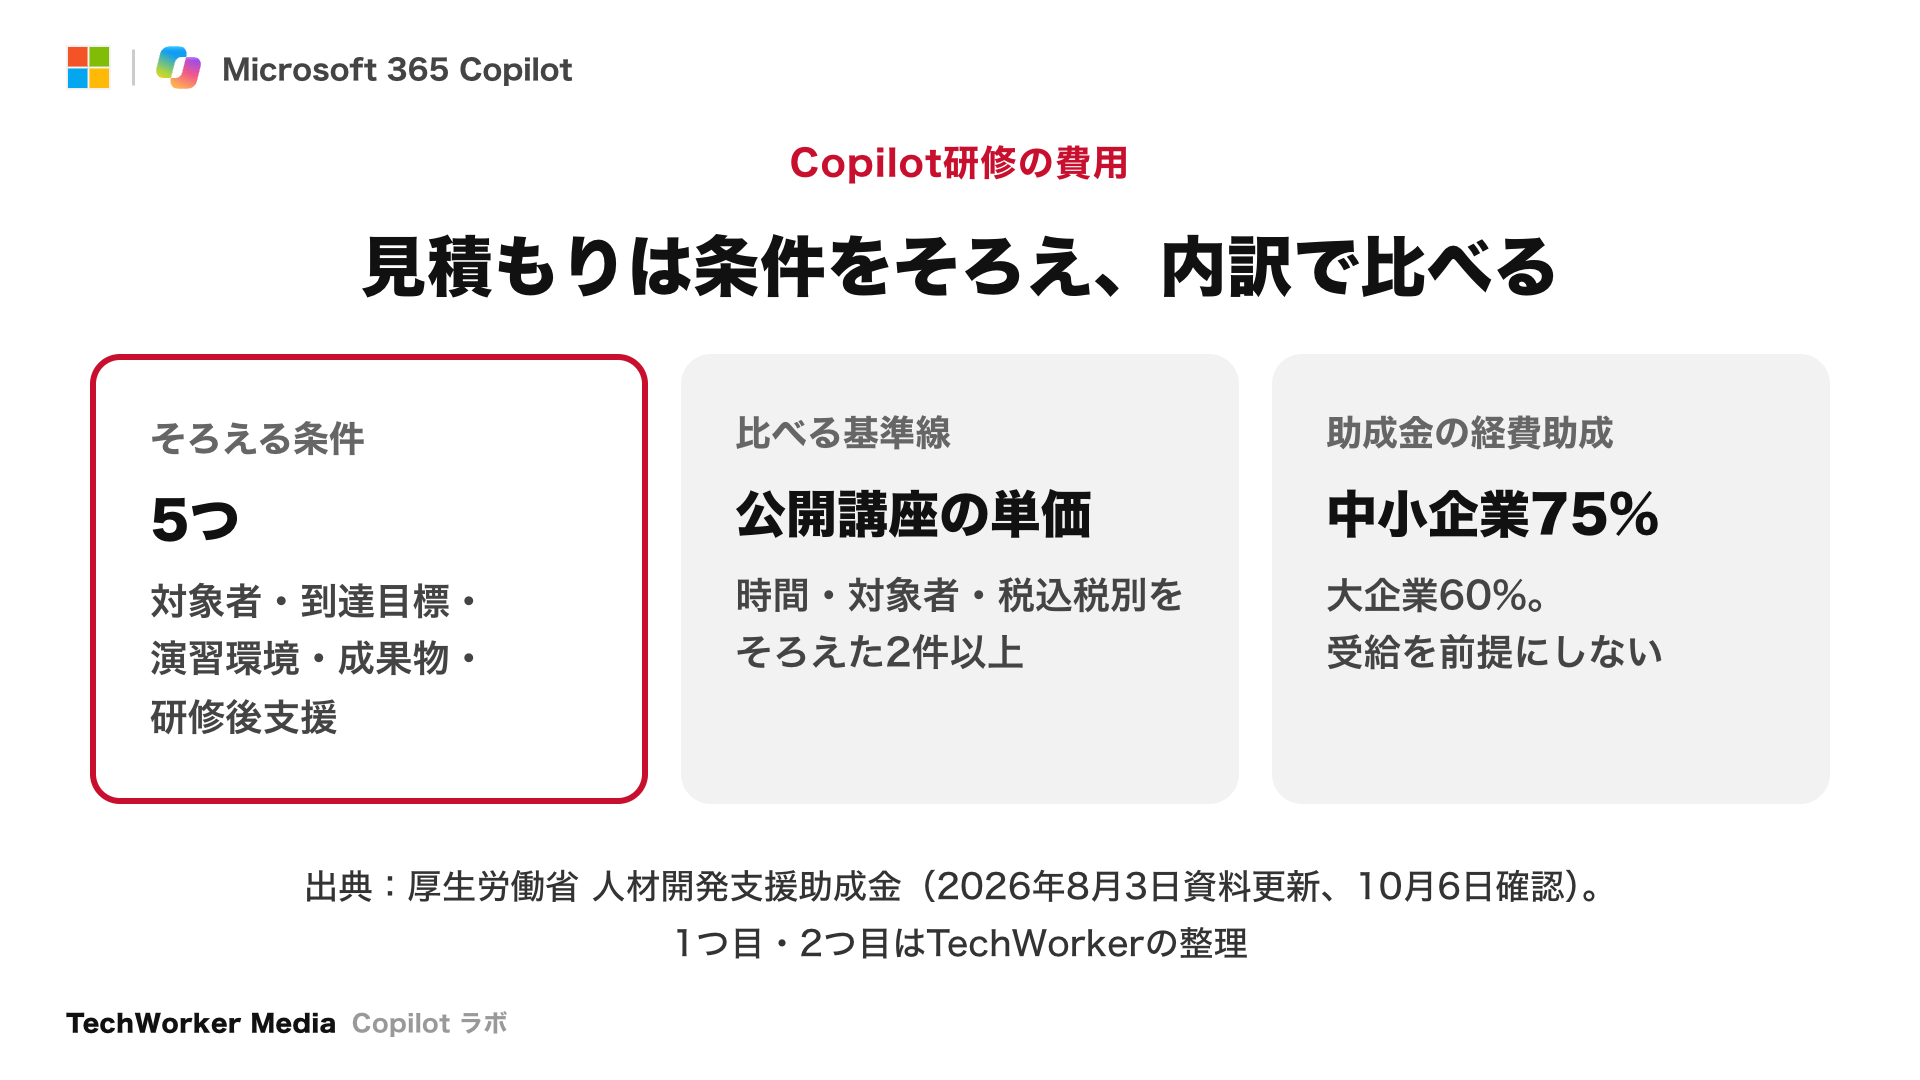 Microsoft 365 Copilot
Copilot研修の費用
見積もりは条件をそろえ、内訳で比べる
そろえる条件
5つ
対象者・到達目標・
演習環境・成果物・
研修後支援
比べる基準線
公開講座の単価
時間・対象者・税込税別を
そろえた2件以上
助成金の経費助成
中小企業75%
大企業60%。
受給を前提にしない
出典：厚生労働省 人材開発支援助成金（2026年8月3日資料更新、10月6日確認）。
1つ目・2つ目はTechWorkerの整理
TechWorker Media Copilot ラボ